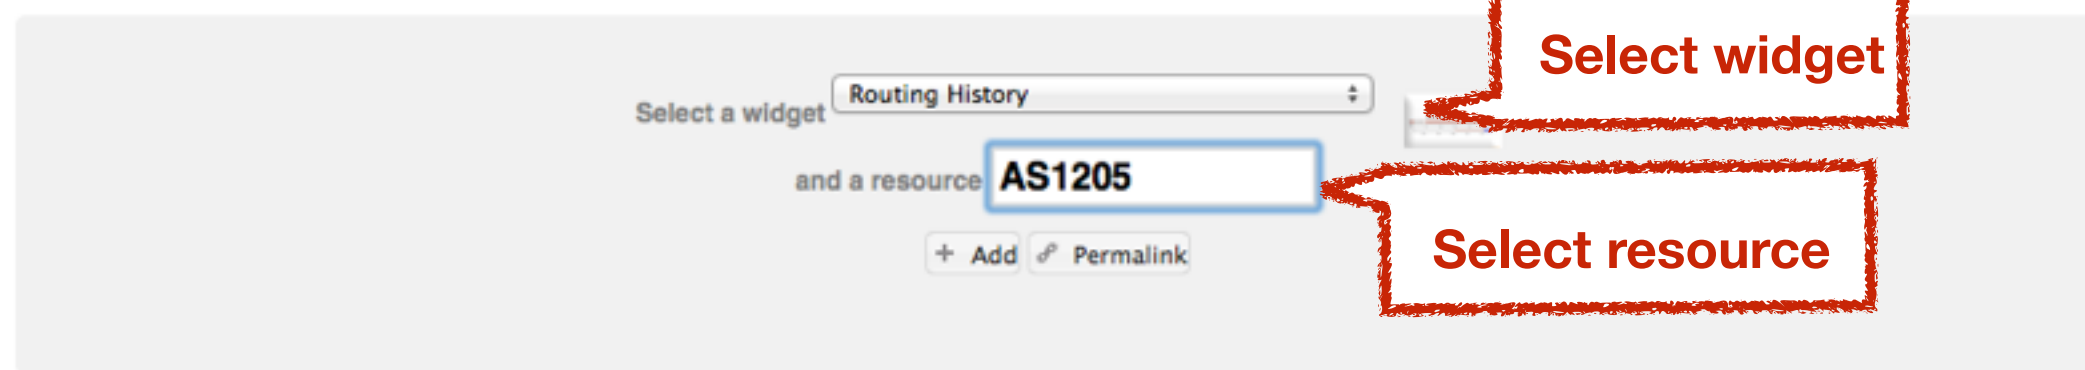 Select widget
Select a widget Routing History
and a resource AS1205
Select resource
+ Add Permalink